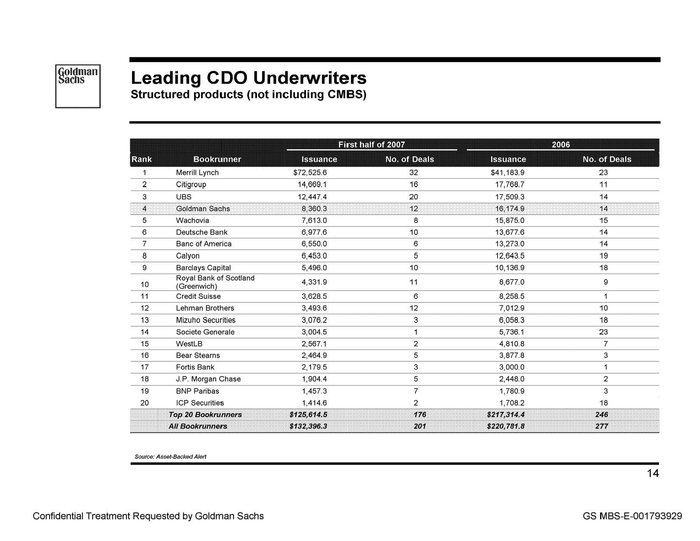 Goldman
Sachs
Leading CDO Underwriters
Structured products (not including CMBS)
First half of 2007 2006
Rank Bookrunner Issuance No. of Deals Issuance No. of Deals
1 Merrill Lynch $72,525.6 32 $41,183.9 23
2 Citigroup 14,669.1 16 17,768.7 11
3 UBS 12,447.4 20 17,509.3 14
4 Goldman Sachs 8,360.3 12 16,174.9 14
5 Wachovia 7,613.0 8 15,875.0 15
6 Deutsche Bank 6,977.6 10 13,677.6 14
7 Banc of America 6,550.0 6 13,273.0 14
8 Calyon 6,453.0 5 12,643.5 19
9 Barclays Capital 5,496.0 10 10,136.9 18
10 Royal Bank of Scotland
(Greenwich) 4,331.9 11 8,677.0 9
11 Credit Suisse 3,628.5 6 8,258.5 1
12 Lehman Brothers 3,493.6 12 7,012.9 10
13 Mizuho Securities 3,076.2 3 6,058.3 18
14 Societe Generale 3,004.5 1 5,736.1 23
15 WestLB 2,567.1 2 4,810.8 7
16 Bear Stearns 2,464.9 5 3,877.8 3
17 Fortis Bank 2,179.5 3 3,000.0 1
18 J.P. Morgan Chase 1,904.4 5 2,448.0 2
19 BNP Paribas 1,457.3 7 1,780.9 3
20 ICP Securities 1,414.6 2 1,708.2 18
Top 20 Bookrunners $125,614.5 176 $217,314.4 246
All Bookrunners $132,396.3 201 $220,781.8 277
Source: Asset-Backed Alert
14
Confidential Treatment Requested by Goldman Sachs GS MBS-E-001793929